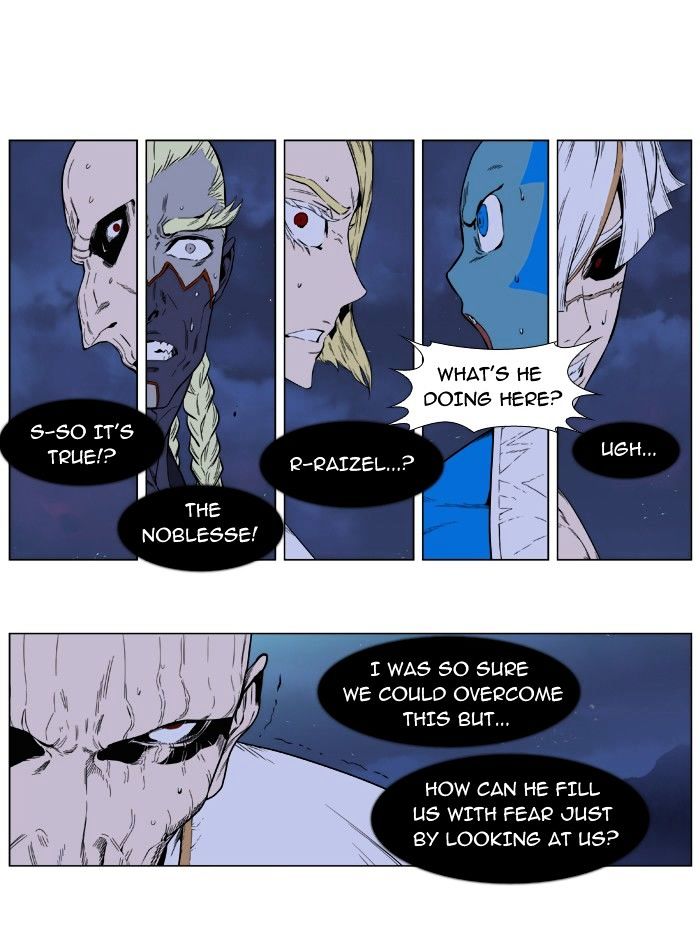 S-SO IT'S
TRUE!?
THE
NOBLESSE!
R-RAIZEL...?
WHAT'S HE
DOING HERE?
UGH...
I WAS SO SURE
WE COULD OVERCOME
THIS BUT...
HOW CAN HE FILL
US WITH FEAR JUST
BY LOOKING AT US?